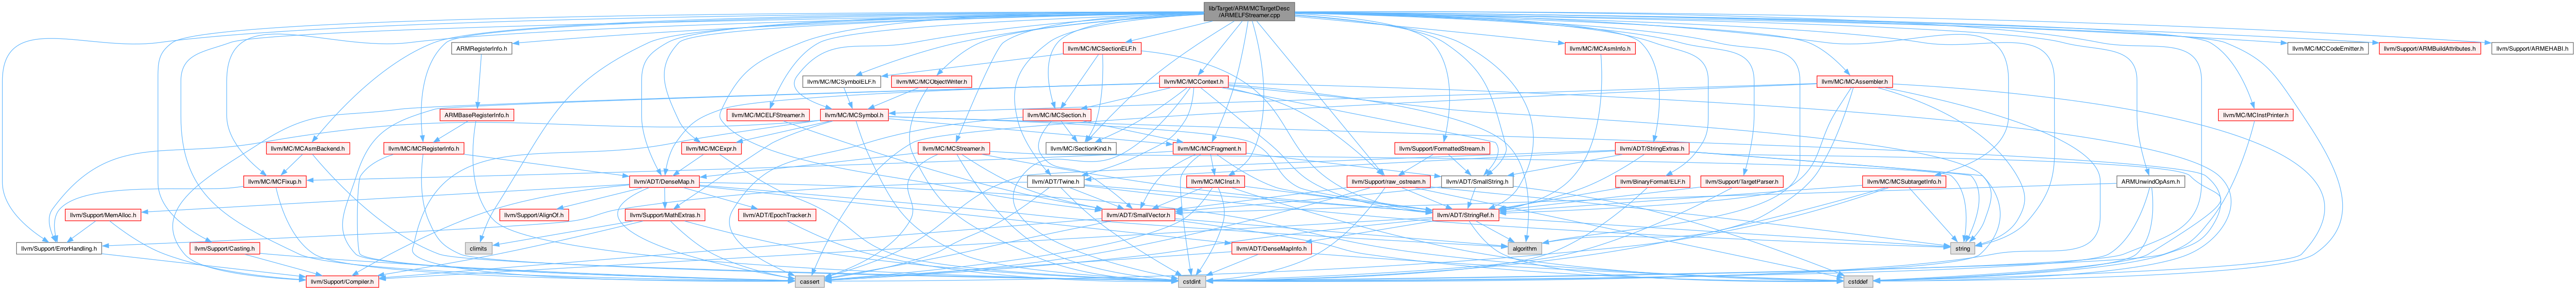 lib/Target/ARM/MCTargetDesc
/ARMELFStreamer.cpp
ARMRegisterInfo.h
llvm/MC/MCSectionELF.h
llvm/MC/MCAsmInfo.h
llvm/MC/MCCodeEmitter.h
llvm/Support/ARMBuildAttributes.h
llvm/Support/ARMEHABI.h
llvm/MC/MCSymbolELF.h
llvm/MC/MCObjectWriter.h
llvm/MC/MCContext.h
llvm/MC/MCAssembler.h
ARMBaseRegisterInfo.h
llvm/MC/MCELFStreamer.h
llvm/MC/MCSymbol.h
llvm/MC/MCSection.h
llvm/MC/MCInstPrinter.h
llvm/MC/MCAsmBackend.h
llvm/MC/MCRegisterInfo.h
llvm/MC/MCExpr.h
llvm/MC/MCStreamer.h
llvm/MC/SectionKind.h
llvm/MC/MCFragment.h
llvm/Support/FormattedStream.h
llvm/ADT/StringExtras.h
llvm/MC/MCFixup.h
llvm/ADT/DenseMap.h
llvm/ADT/Twine.h
llvm/MC/MCInst.h
llvm/Support/raw_ostream.h
llvm/ADT/SmallString.h
llvm/BinaryFormat/ELF.h
llvm/Support/TargetParser.h
llvm/MC/MCSubtargetInfo.h
ARMUnwindOpAsm.h
llvm/Support/MemAlloc.h
llvm/Support/AlignOf.h
llvm/Support/MathExtras.h
llvm/ADT/EpochTracker.h
llvm/ADT/SmallVector.h
llvm/ADT/StringRef.h
llvm/Support/ErrorHandling.h
llvm/Support/Casting.h
climits
llvm/ADT/DenseMapInfo.h
algorithm
string
llvm/Support/Compiler.h
cassert
cstdint
cstddef